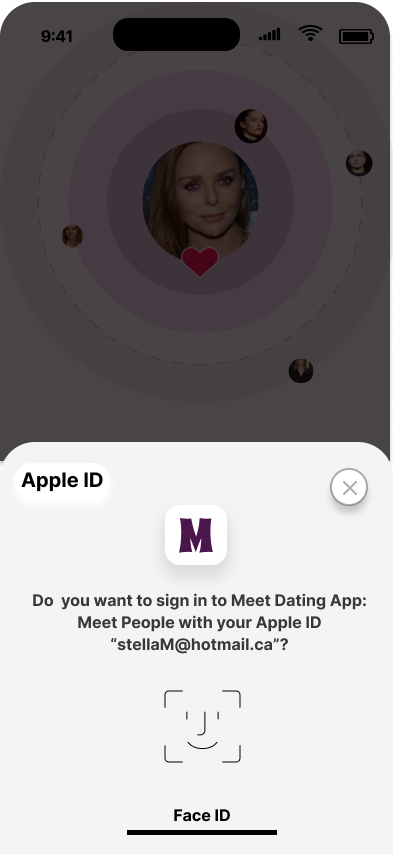 9:41
Apple ID
M
Do you want to sign in to Meet Dating App:
Meet People with your Apple ID
“stellaM@hotmail.ca”?
Face ID